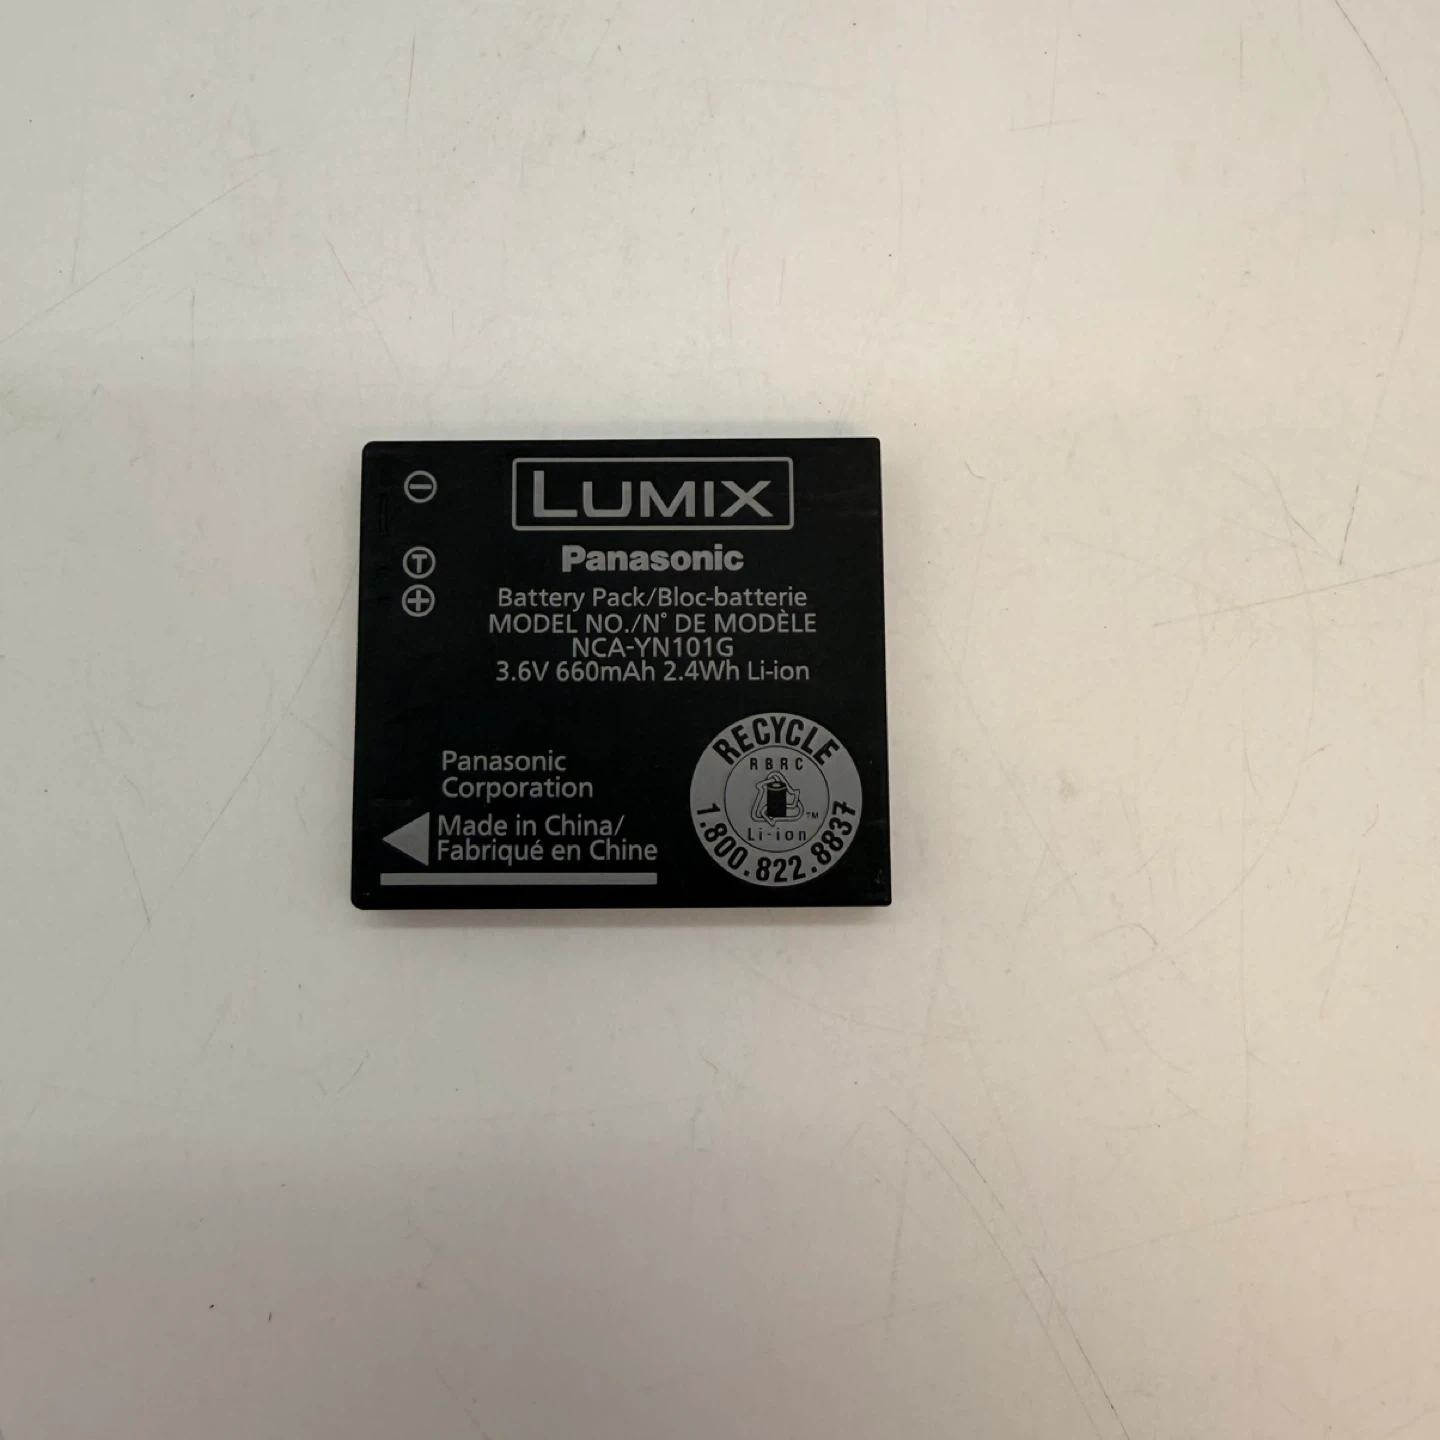 LUMIX
Panasonic
Battery Pack/Bloc-batterie
MODEL NO./N° DE MODÈLE
NCA-YN101G
3.6V 660mAh 2.4Wh Li-ion
T
Panasonic
Corporation
Made in China/
Fabriqué en Chine
RECYCLE
RBRC
TM
Li-ion
1.800.822.8837